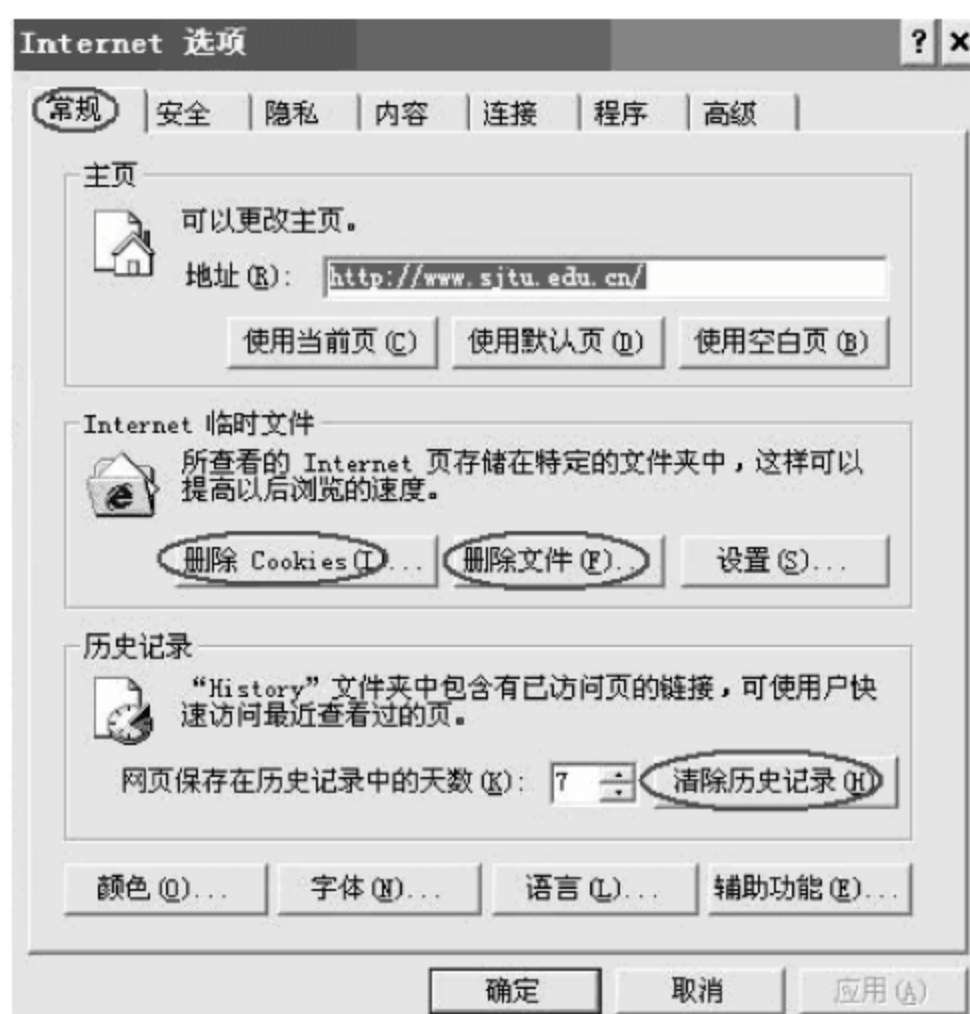 Internet 选项
常规 安全 隐私 内容 连接 程序 高级
主页
可以更改主页。
地址(R): http://www.sjtu.edu.cn/
使用当前页(C) 使用默认页(D) 使用空白页(B)
Internet 临时文件
所查看的 Internet 页存储在特定的文件夹中，这样可以
提高以后浏览的速度。
删除 Cookies(I)... 删除文件(F)... 设置(S)...
历史记录
“History”文件夹中包含有已访问页的链接，可使用户快
速访问最近查看过的页。
网页保存在历史记录中的天数(K): 7 清除历史记录(H)
颜色(O)... 字体(N)... 语言(L)... 辅助功能(E)...
确定 取消 应用(A)